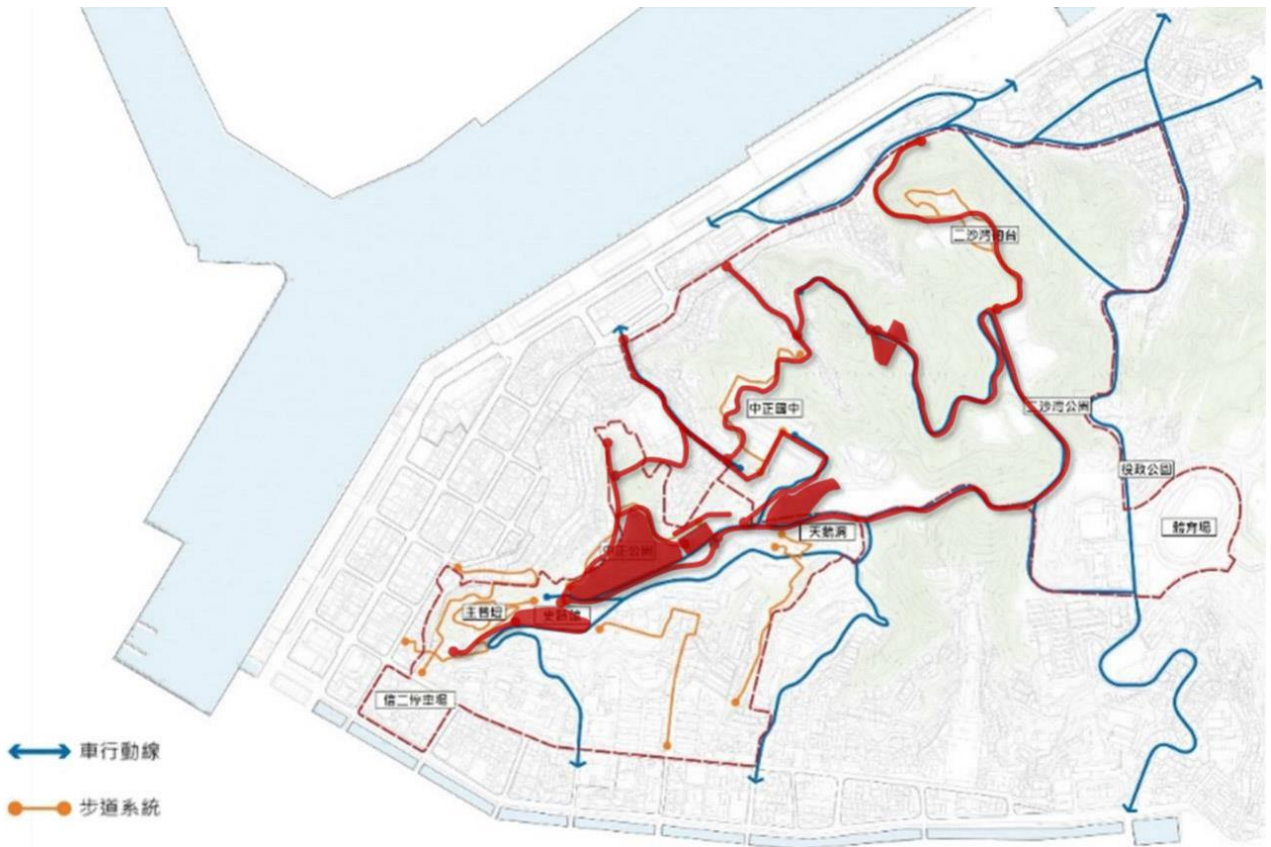 二沙灣砲台
中正國中
二沙灣公園
役政公園
體育場
天鵝洞
中正公園
主普壇
史蹟館
信二停車場
車行動線
步道系統